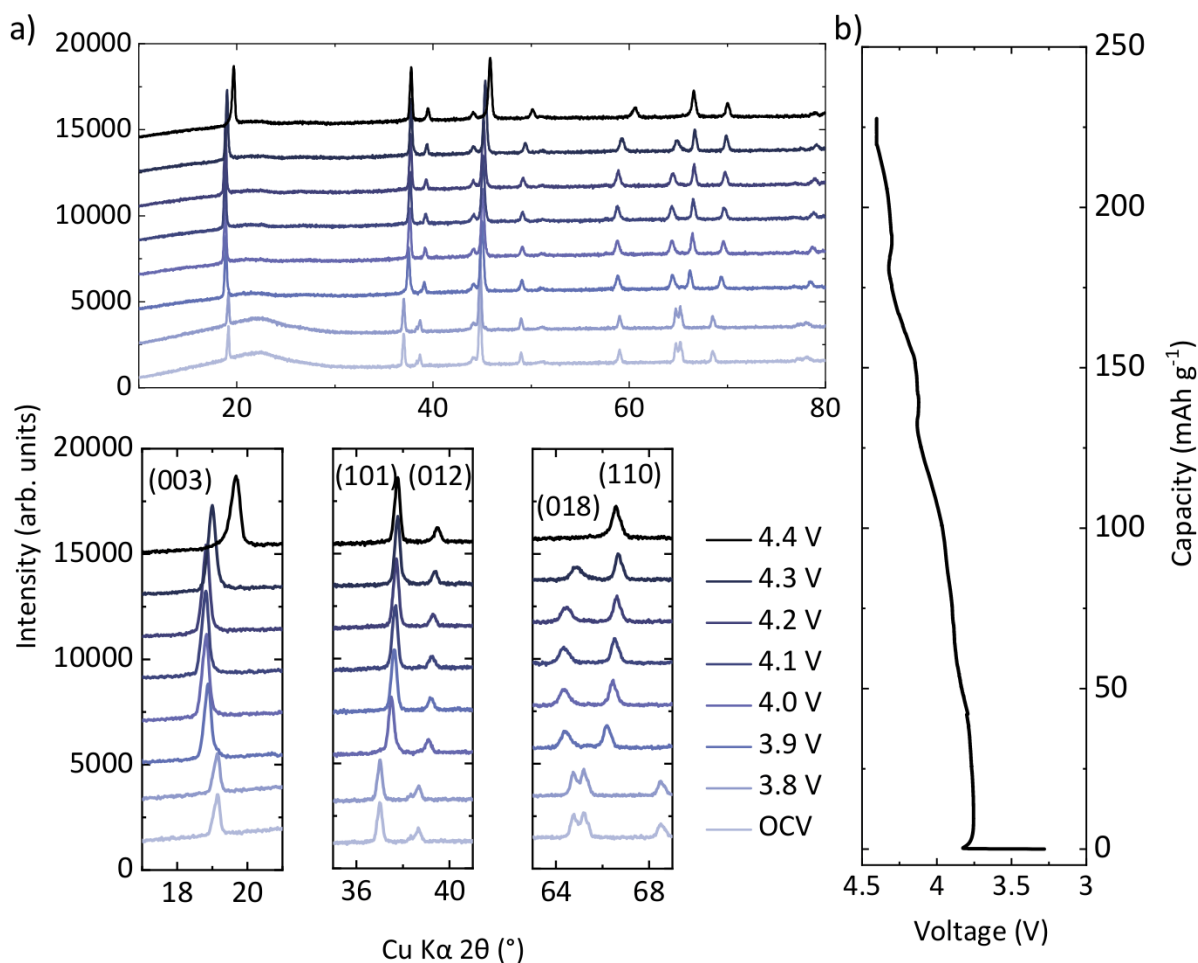 a)
b)
20000
15000
10000
5000
0
20
40
60
80
Intensity (arb. units)
20000
15000
10000
5000
0
(003)
18
20
(101)
(012)
36
40
(018)
(110)
64
68
4.4 V
4.3 V
4.2 V
4.1 V
4.0 V
3.9 V
3.8 V
OCV
Cu Kα 2θ (°)
250
200
150
100
50
0
Capacity (mAh g⁻¹)
4.5
4
3.5
3
Voltage (V)